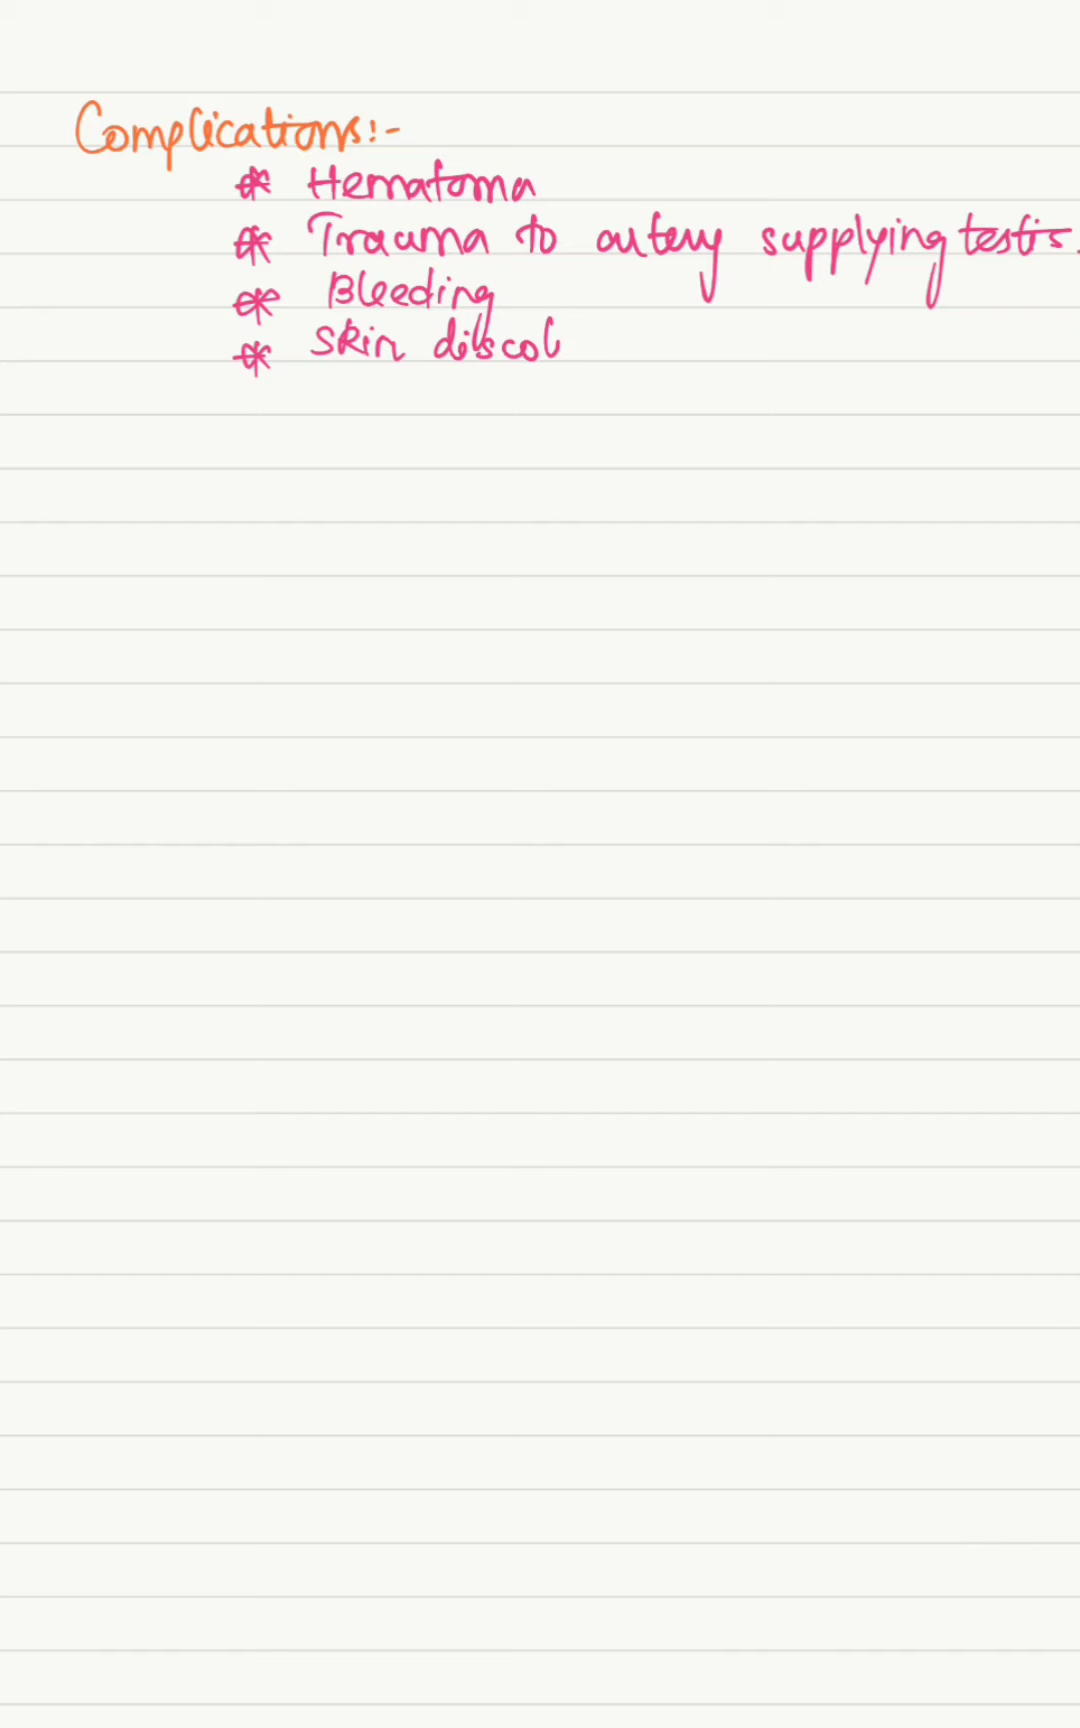 Complications:-
* Hematoma
* Trauma to artery supplying testis.
* Bleeding
* Skin discol